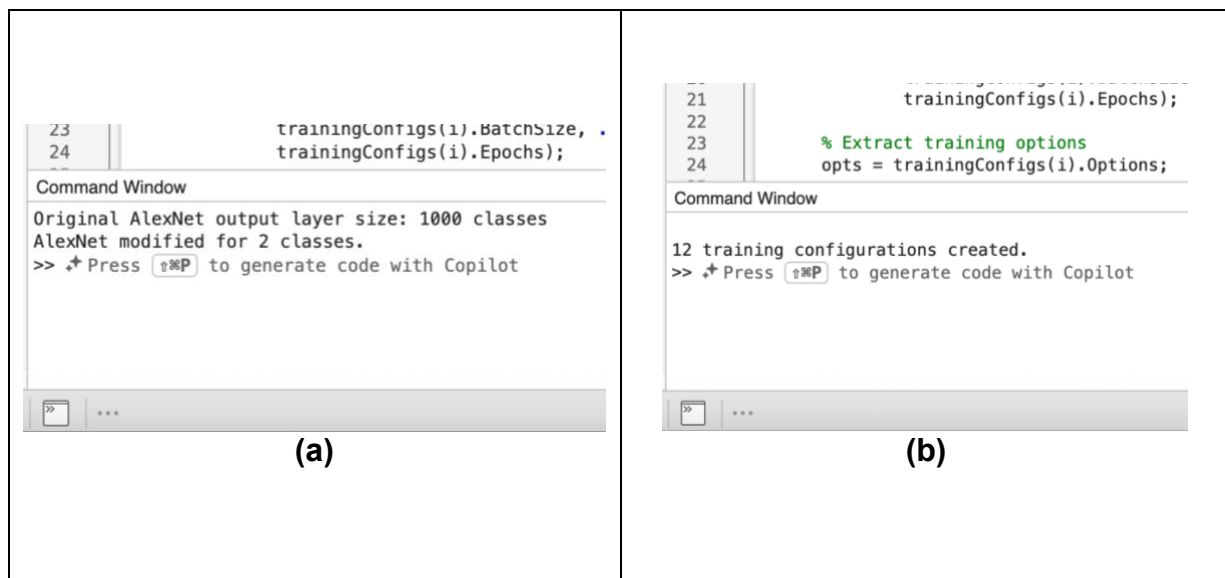 23 trainingConfigs(i).BatchSize, .
24 trainingConfigs(i).Epochs);
Command Window
Original AlexNet output layer size: 1000 classes
AlexNet modified for 2 classes.
>> Press ⇧⌘P to generate code with Copilot
...
(a)
21 trainingConfigs(i).Epochs);
22
23 % Extract training options
24 opts = trainingConfigs(i).Options;
Command Window
12 training configurations created.
>> Press ⇧⌘P to generate code with Copilot
...
(b)